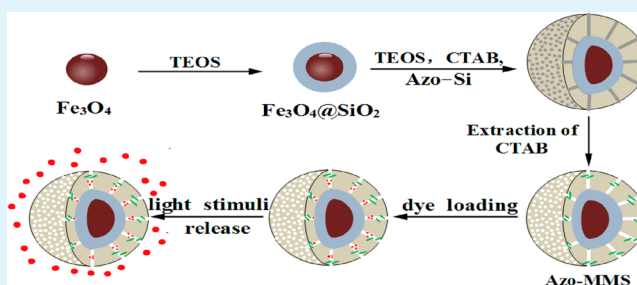 TEOS
TEOS, CTAB,
Azo-Si
Fe₃O₄
Fe₃O₄@SiO₂
Extraction of
CTAB
light stimuli
release
dye loading
Azo-MMS